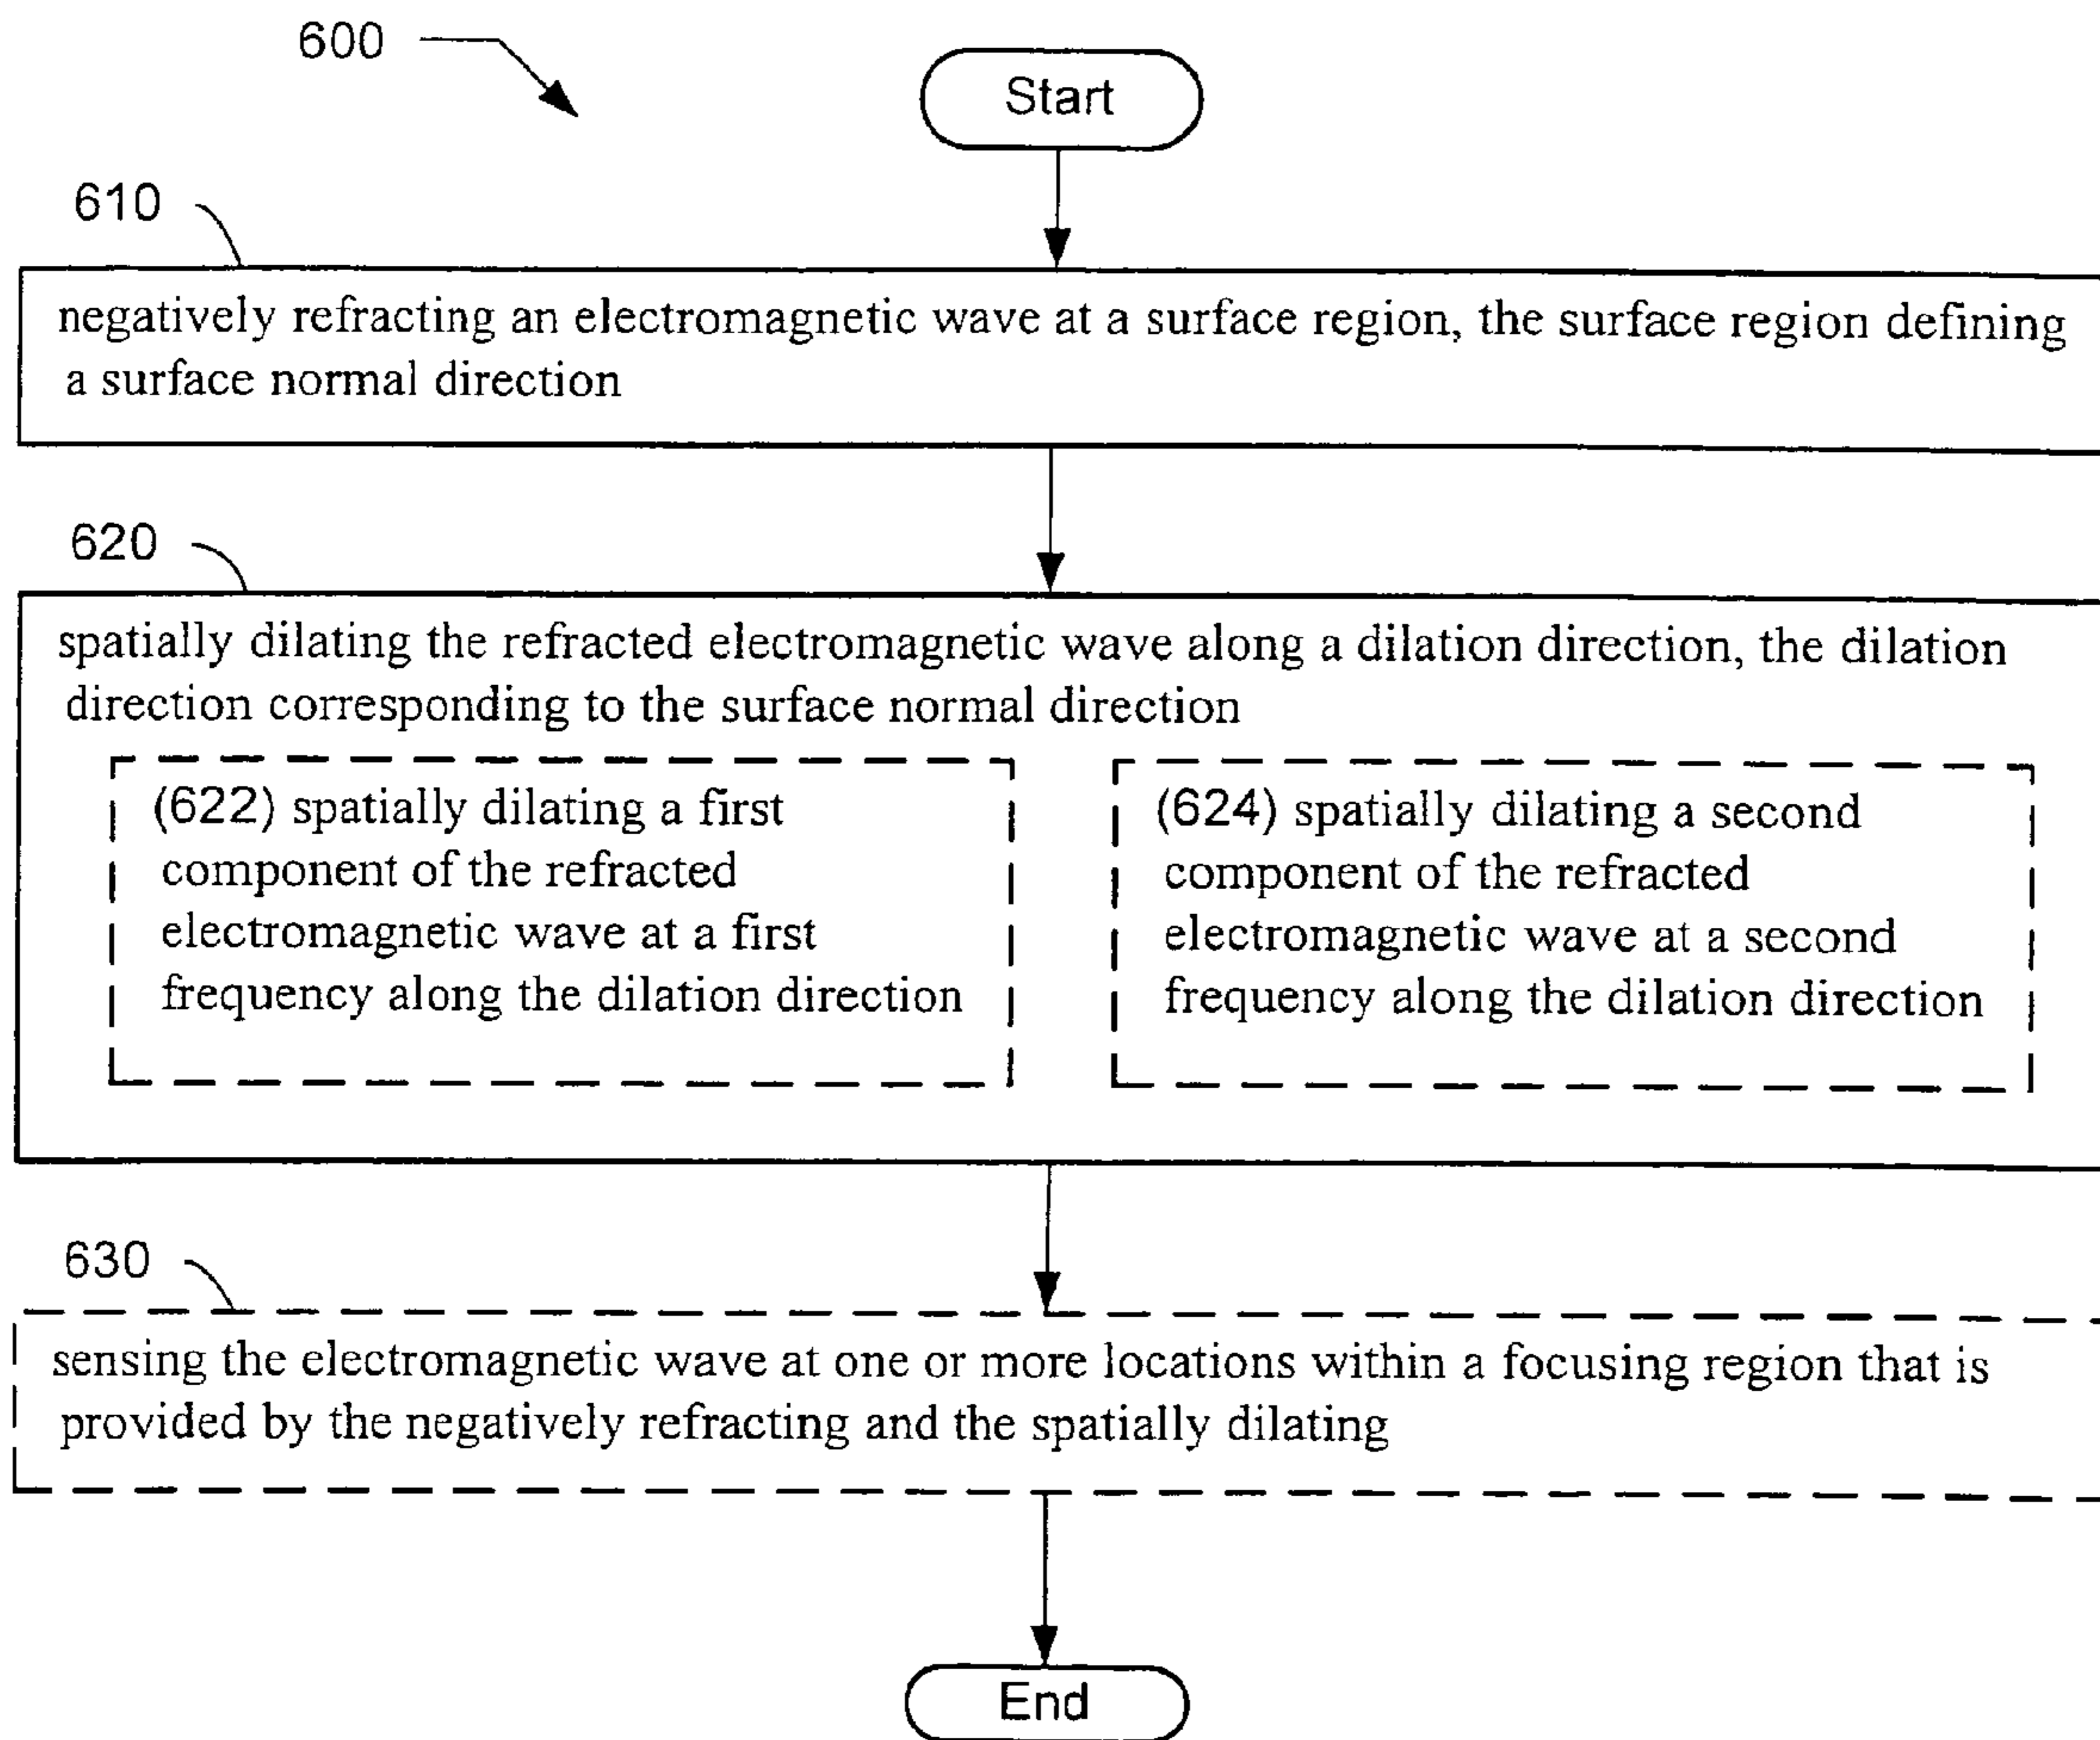 600
Start
610
negatively refracting an electromagnetic wave at a surface region, the surface region defining
a surface normal direction
620
spatially dilating the refracted electromagnetic wave along a dilation direction, the dilation
direction corresponding to the surface normal direction
(622) spatially dilating a first
component of the refracted
electromagnetic wave at a first
frequency along the dilation direction
(624) spatially dilating a second
component of the refracted
electromagnetic wave at a second
frequency along the dilation direction
630
sensing the electromagnetic wave at one or more locations within a focusing region that is
provided by the negatively refracting and the spatially dilating
End